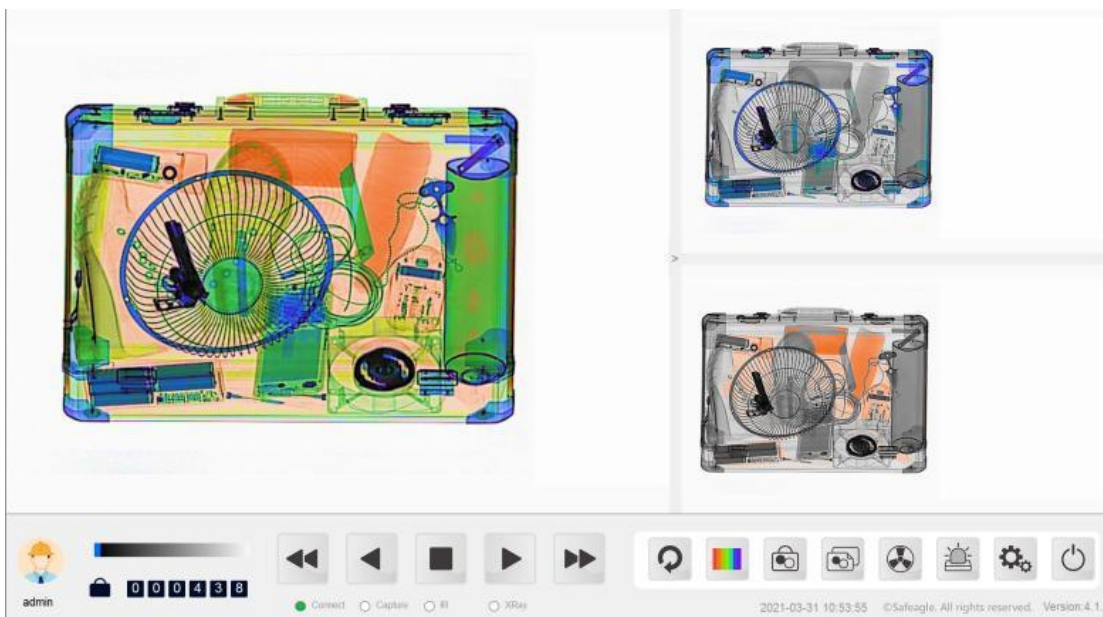 >
000438
admin
Connect Capture IR XRay
2021-03-31 10:53:55 ©Safeagle. All rights reserved. Version:4.1.